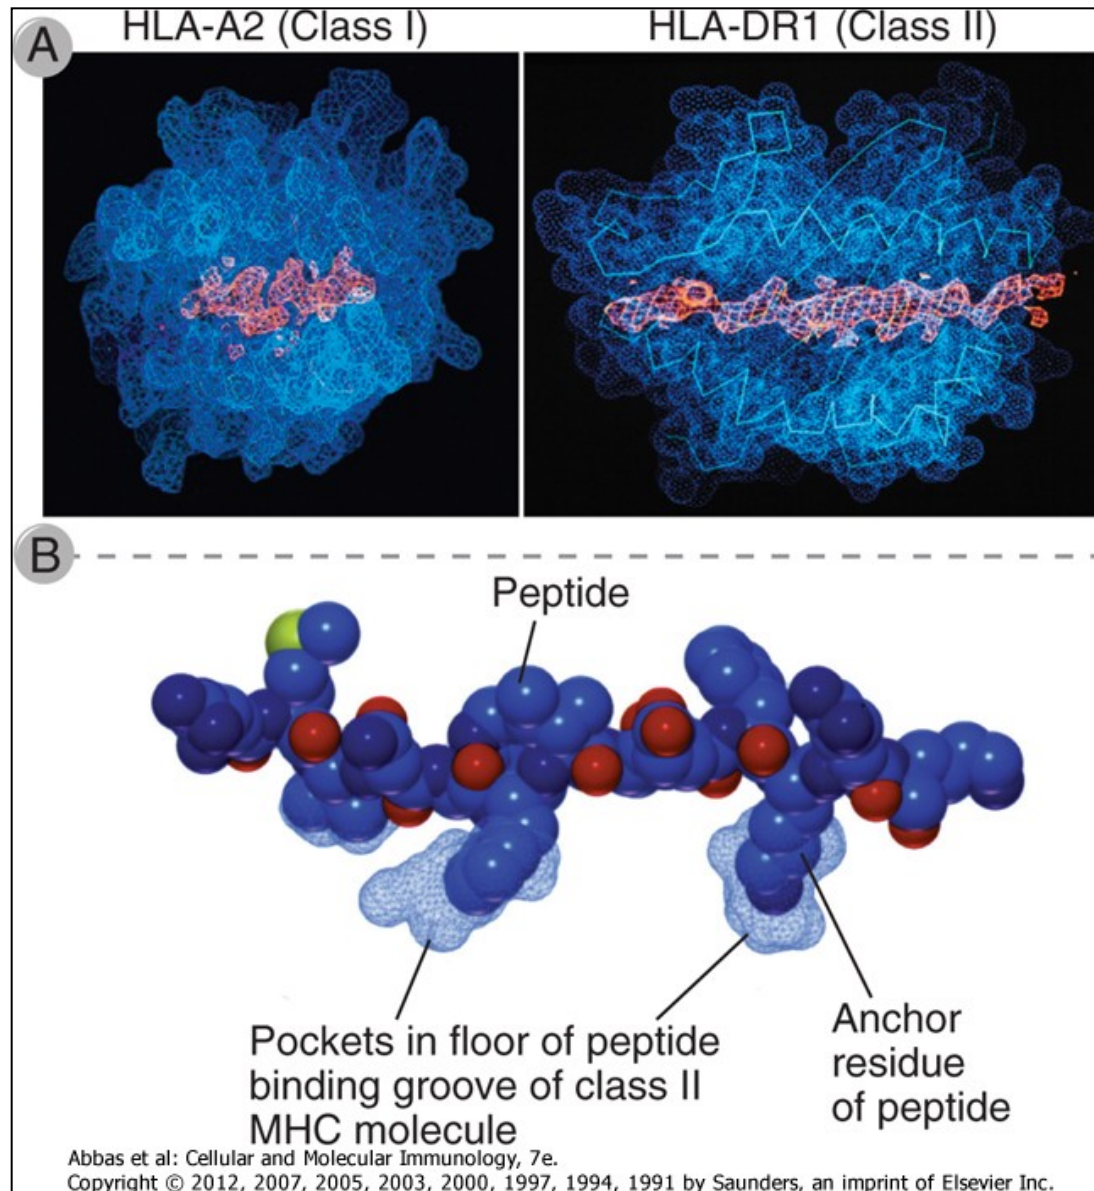 A
HLA-A2 (Class I)
HLA-DR1 (Class II)
B
Peptide
Pockets in floor of peptide
binding groove of class II
MHC molecule
Anchor
residue
of peptide
Abbas et al: Cellular and Molecular Immunology, 7e.
Copyright © 2012, 2007, 2005, 2003, 2000, 1997, 1994, 1991 by Saunders, an imprint of Elsevier Inc.